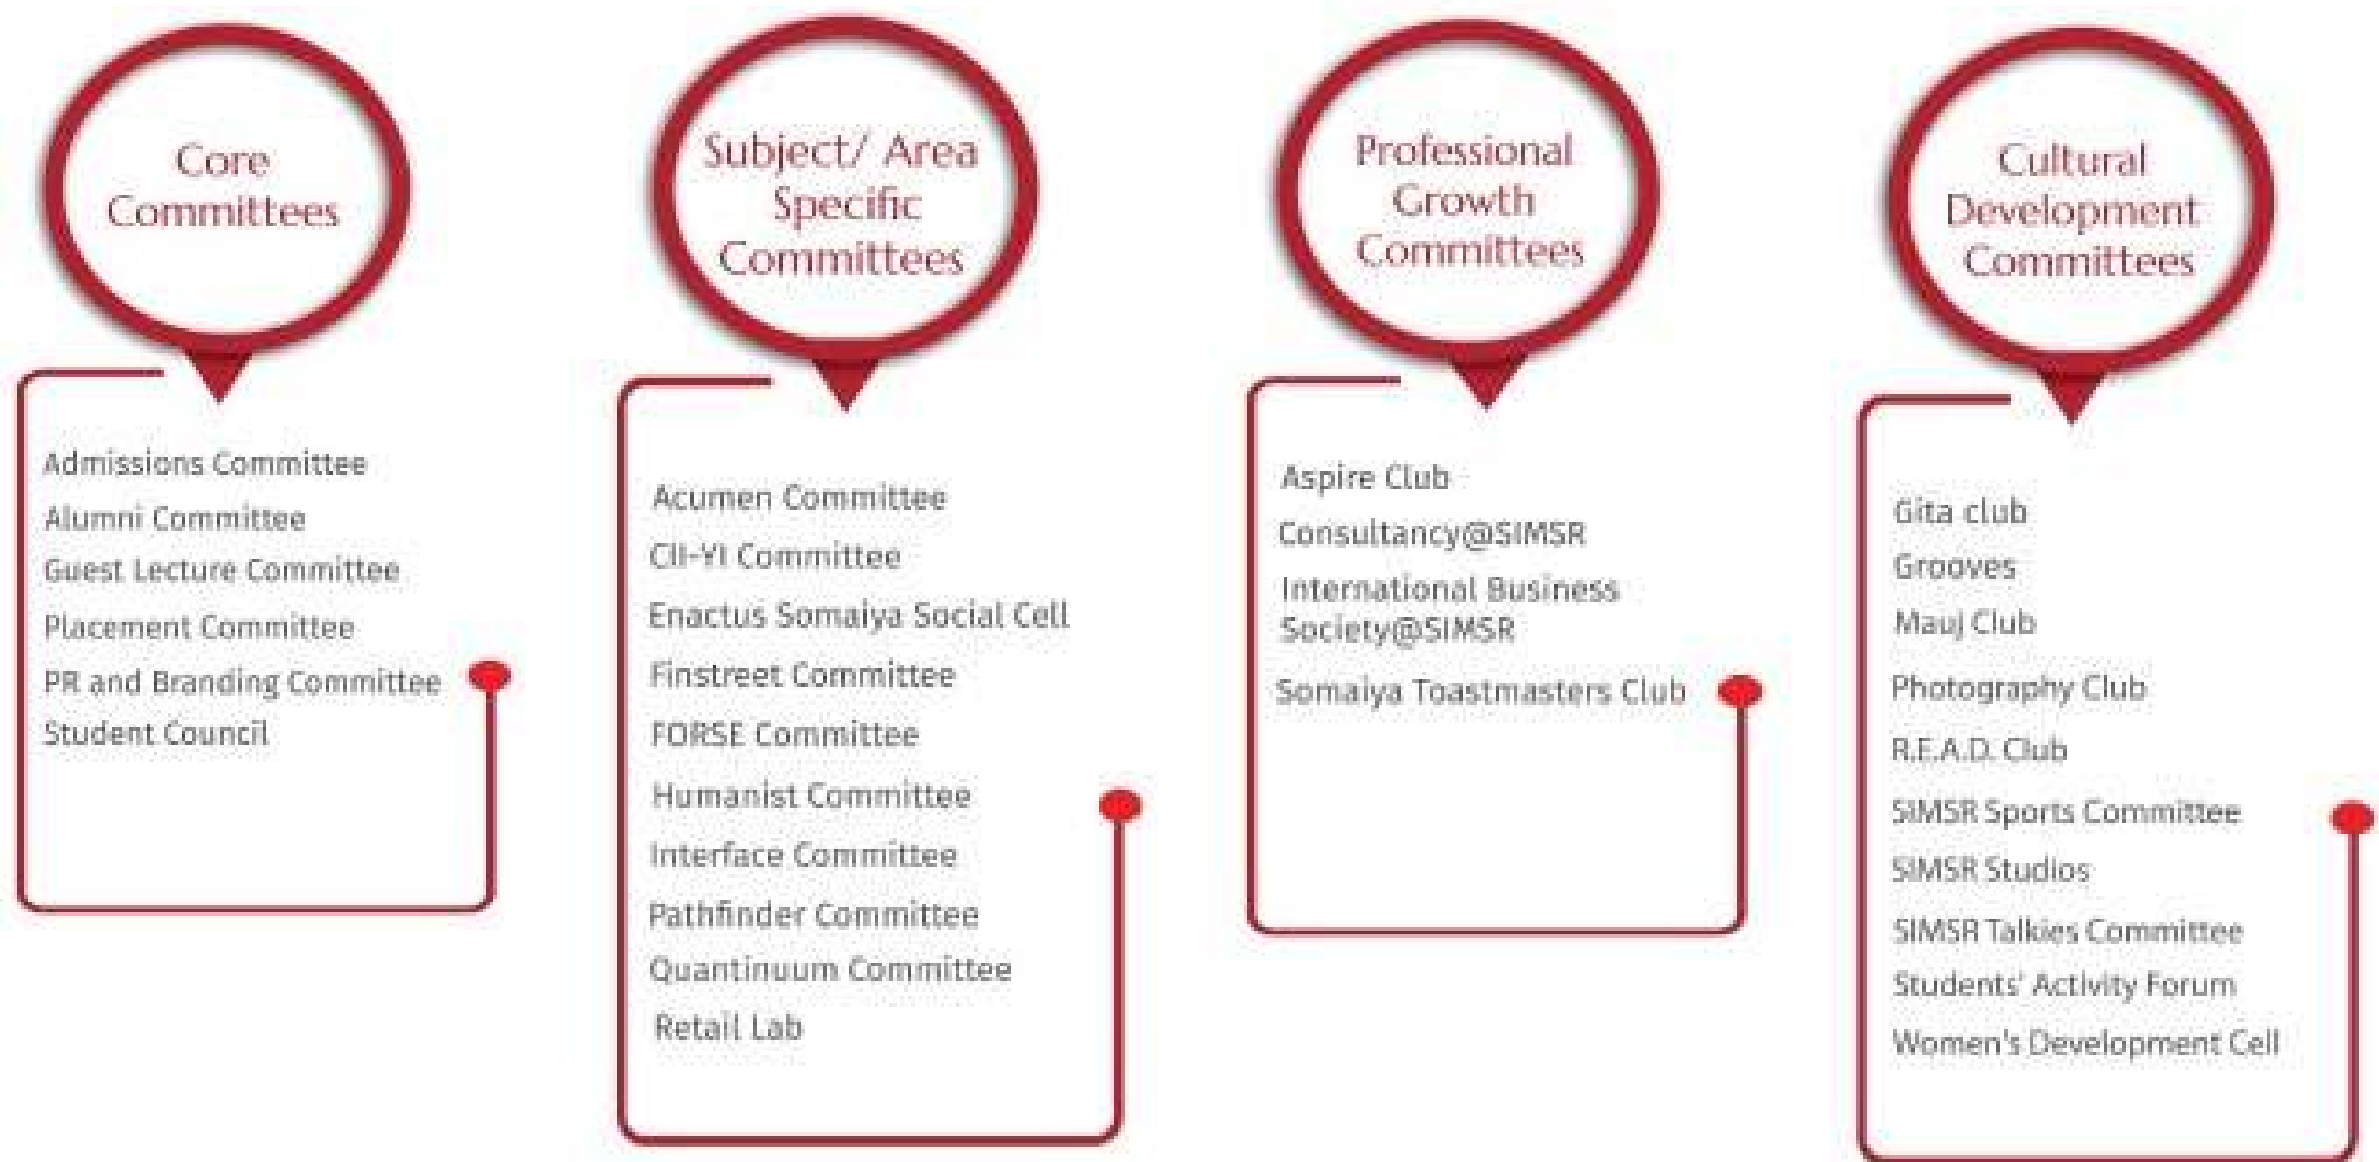 Core
Committees
Admissions Committee
Alumni Committee
Guest Lecture Committee
Placement Committee
PR and Branding Committee
Student Council
Subject/ Area
Specific
Committees
Acumen Committee
CII-YI Committee
Enactus Somaiya Social Cell
Finstreet Committee
FORSE Committee
Humanist Committee
Interface Committee
Pathfinder Committee
Quantinuum Committee
Retail Lab
Professional
Growth
Committees
Aspire Club
Consultancy@SIMSR
International Business
Society@SIMSR
Somaiya Toastmasters Club
Cultural
Development
Committees
Gita club
Grooves
Mauj Club
Photography Club
R.E.A.D. Club
SIMSR Sports Committee
SIMSR Studios
SIMSR Talkies Committee
Students' Activity Forum
Women's Development Cell